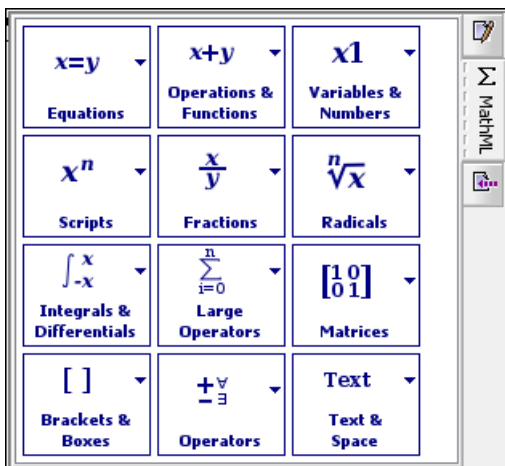 x=y
Equations
x+y
Operations &
Functions
x1
Variables &
Numbers
xⁿ
Scripts
x
y
Fractions
ⁿ√x
Radicals
∫ x
-x
Integrals &
Differentials
n
∑
i=0
Large
Operators
[1 0
0 1]
Matrices
[ ]
Brackets &
Boxes
± ∀
∃
Operators
Text
Text &
Space
∑ MathML